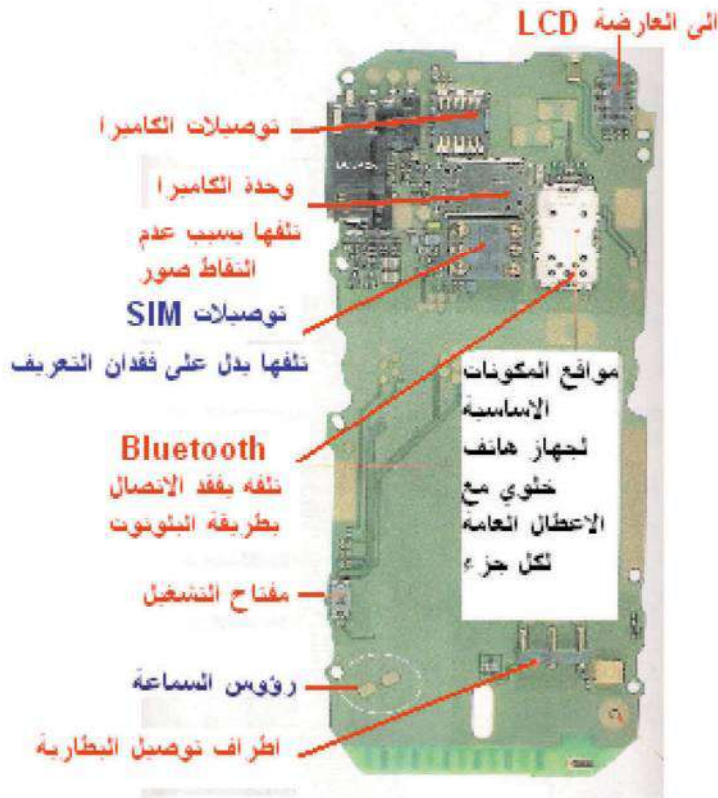 الى العارضة LCD
توصيلات الكاميرا
وحدة الكاميرا
تلفها يسبب عدم
التقاط صور
توصيلات SIM
تلفها يدل على فقدان التعريف
مواقع المكونات
الاساسية
لجهاز هاتف
خلوي مع
الاعطال العامة
لكل جزء
Bluetooth
تلفه يفقد الاتصال
بطريقة البلوتوث
مفتاح التشغيل
رؤوس السماعة
اطراف توصيل البطارية